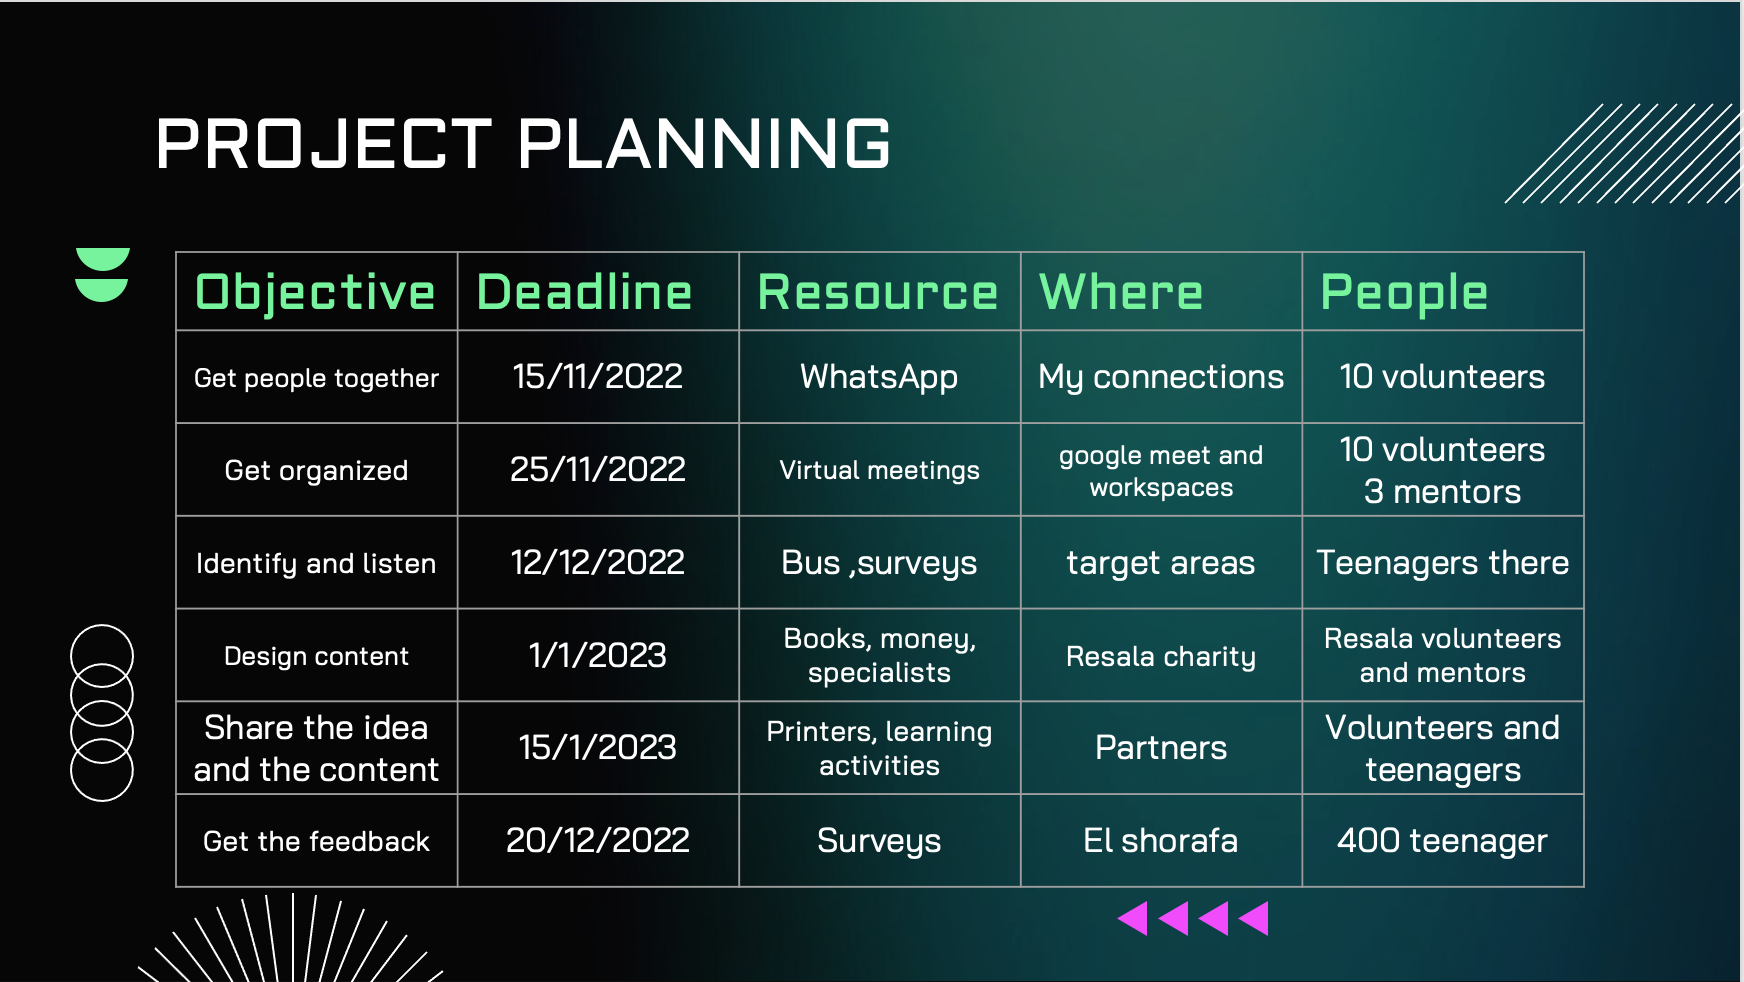 PROJECT PLANNING
Objective Deadline Resource Where People
Get people together 15/11/2022 WhatsApp My connections 10 volunteers
Get organized 25/11/2022 Virtual meetings google meet and workspaces 10 volunteers 3 mentors
Identify and listen 12/12/2022 Bus ,surveys target areas Teenagers there
Design content 1/1/2023 Books, money, specialists Resala charity Resala volunteers and mentors
Share the idea and the content 15/1/2023 Printers, learning activities Partners Volunteers and teenagers
Get the feedback 20/12/2022 Surveys El shorafa 400 teenager